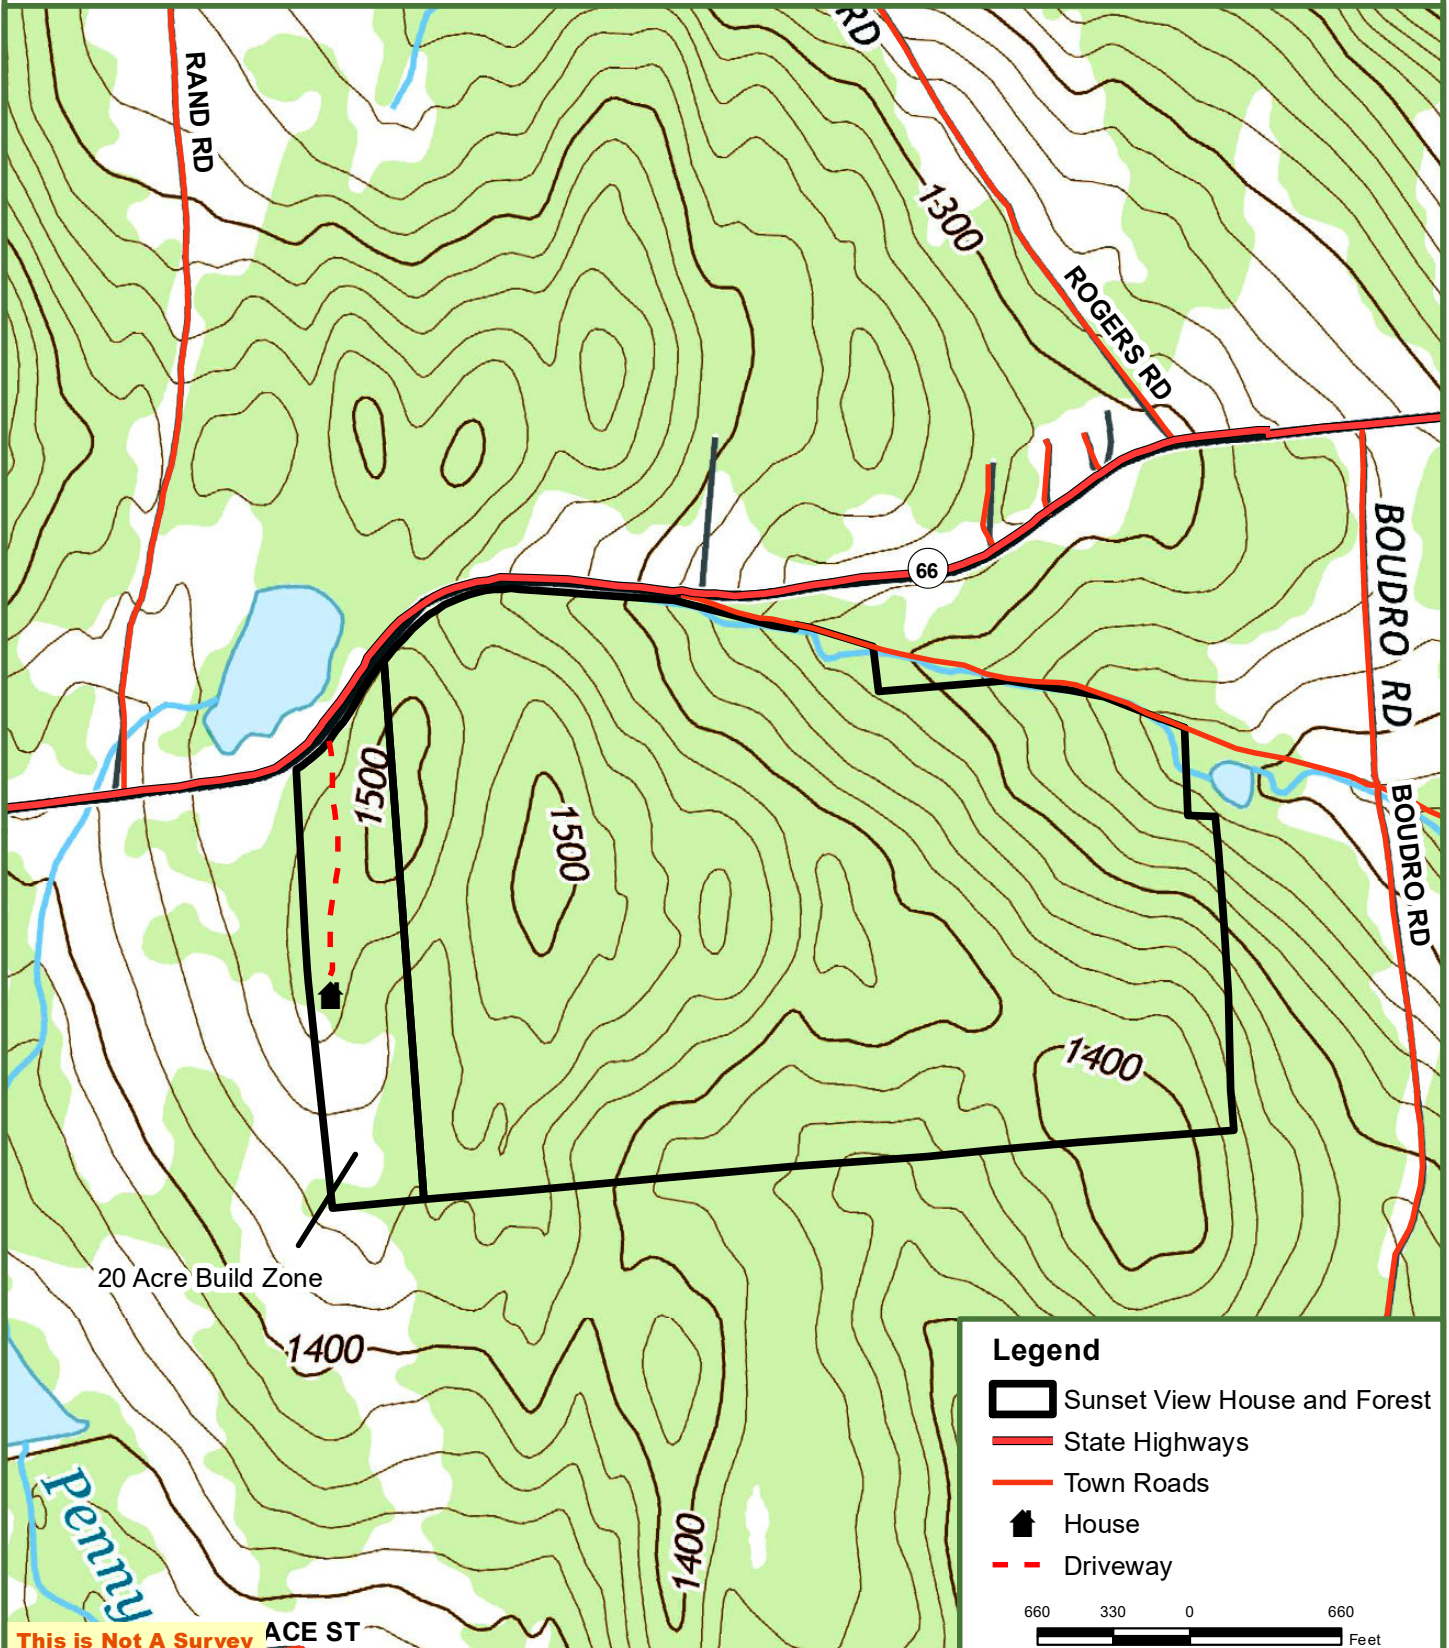 RD
RAND RD
1300
ROGERS RD
66
BOUDRO RD
1500
1500
BOUDRO RD
1400
20 Acre Build Zone
1400
1400
Penny
ACE ST
This is Not A Survey
Legend
Sunset View House and Forest
State Highways
Town Roads
House
Driveway
660 330 0 660
Feet